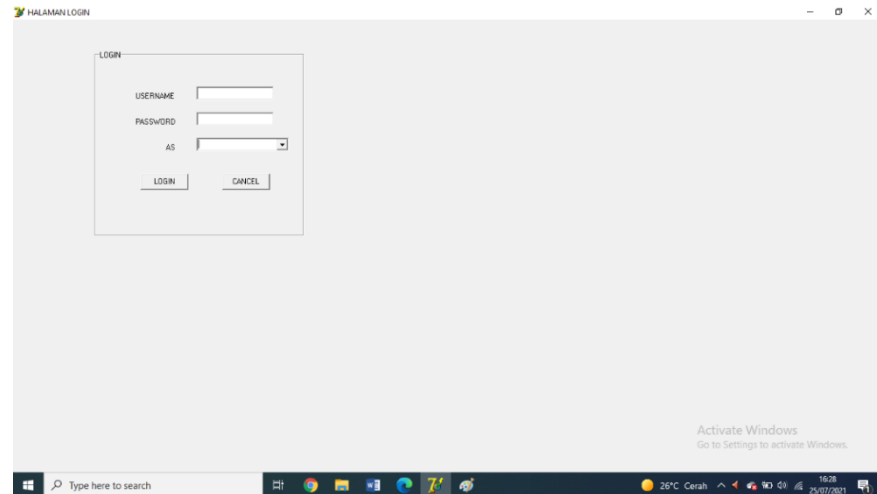 HALAMAN LOGIN
LOGIN
USERNAME
PASSWORD
AS
LOGIN CANCEL
Activate Windows
Go to Settings to activate Windows.
Type here to search
26°C Cerah
16:28
25/07/2021